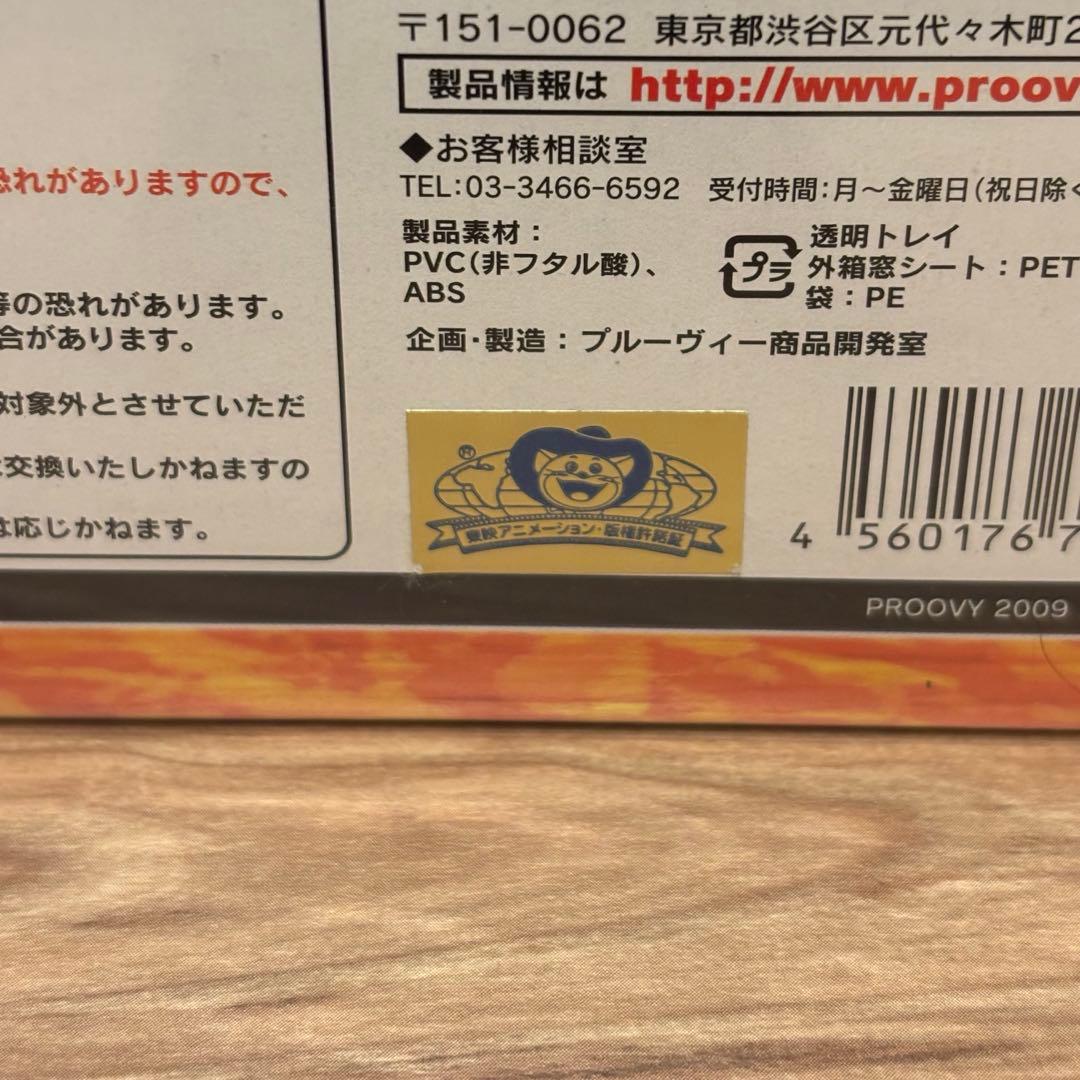 恐れがありますので、
等の恐れがあります。
合があります。
対象外とさせていただ
交換いたしかねますの
は応じかねます。
〒151-0062 東京都渋谷区元代々木町2
製品情報は http://www.proov
◆お客様相談室
TEL:03-3466-6592 受付時間:月～金曜日(祝日除く
製品素材:
PVC(非フタル酸)、
ABS
プラ
透明トレイ
外箱窓シート:PET
袋:PE
企画・製造:プルーヴィー商品開発室
®
東映アニメーション・版権許諾証
4 560176 7
PROOVY 2009